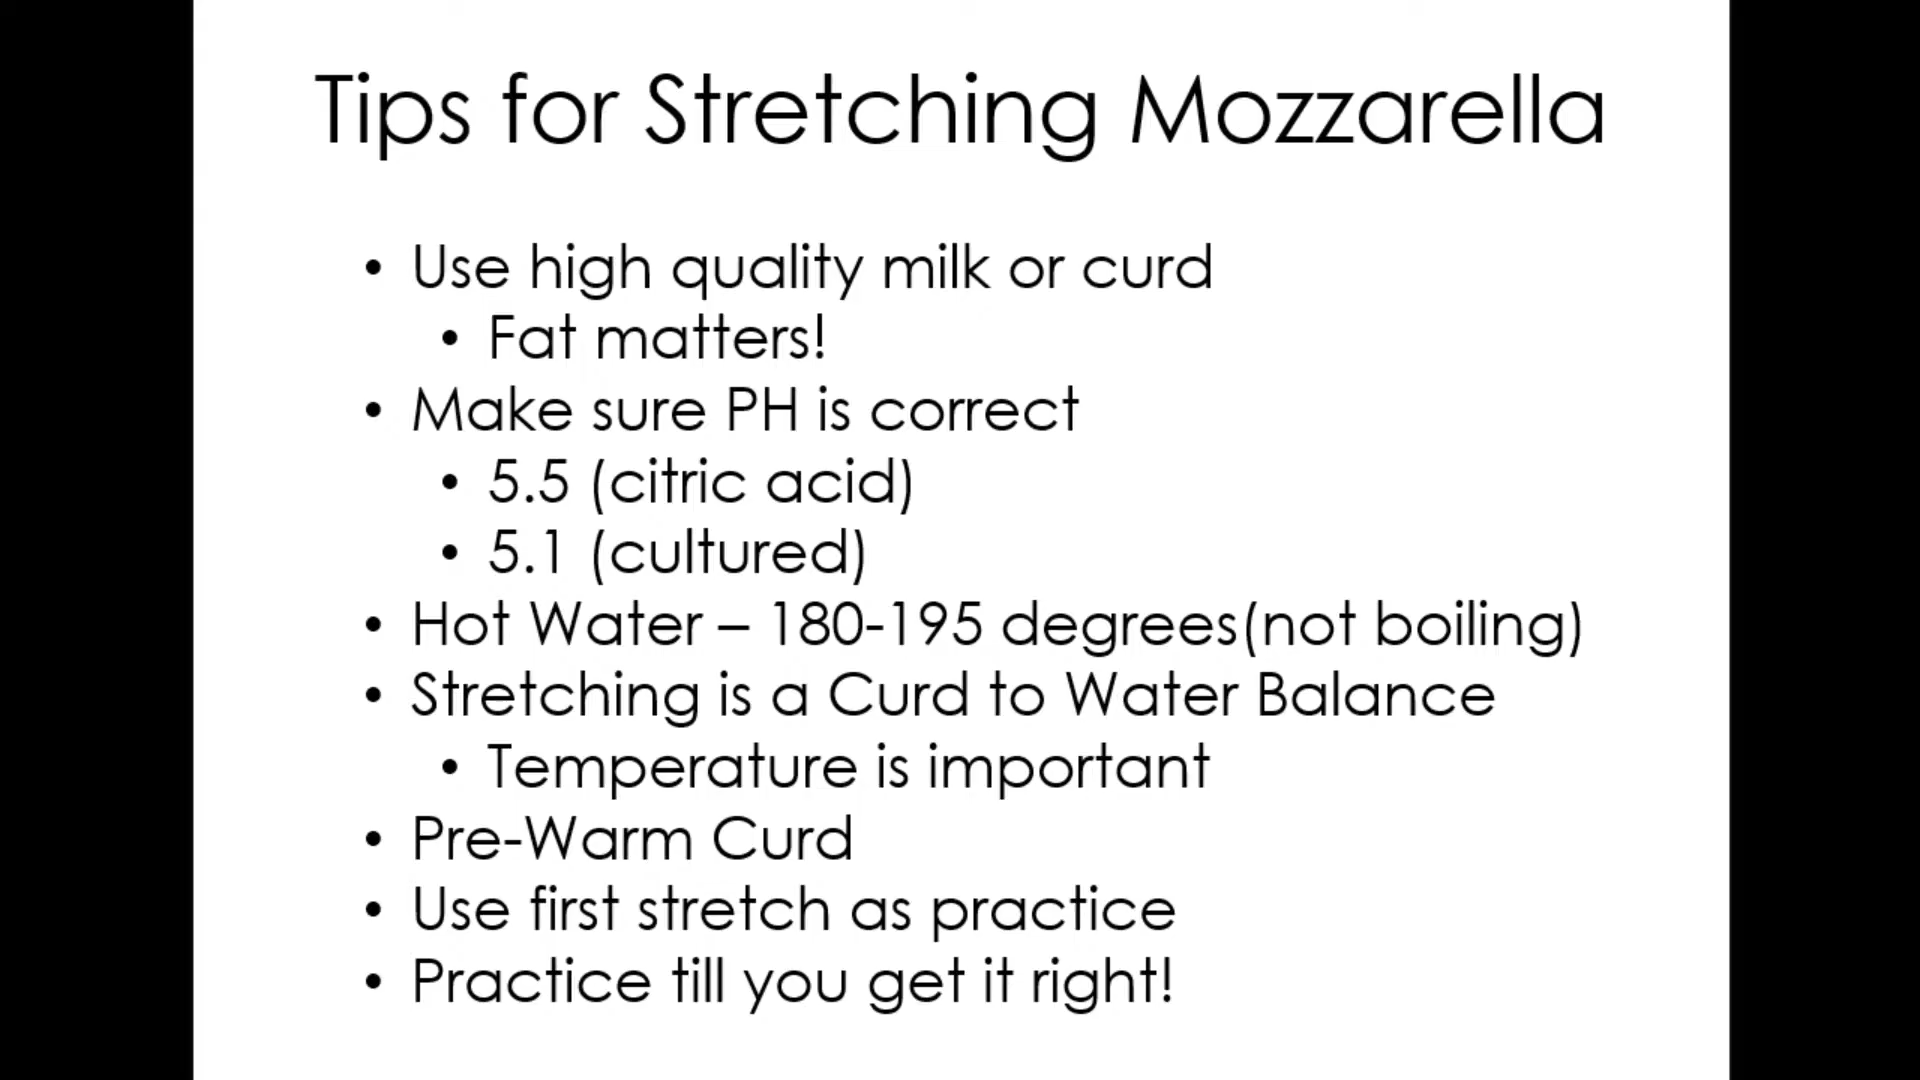 Tips for Stretching Mozzarella
• Use high quality milk or curd
• Fat matters!
• Make sure PH is correct
• 5.5 (citric acid)
• 5.1 (cultured)
• Hot Water – 180-195 degrees(not boiling)
• Stretching is a Curd to Water Balance
• Temperature is important
• Pre-Warm Curd
• Use first stretch as practice
• Practice till you get it right!